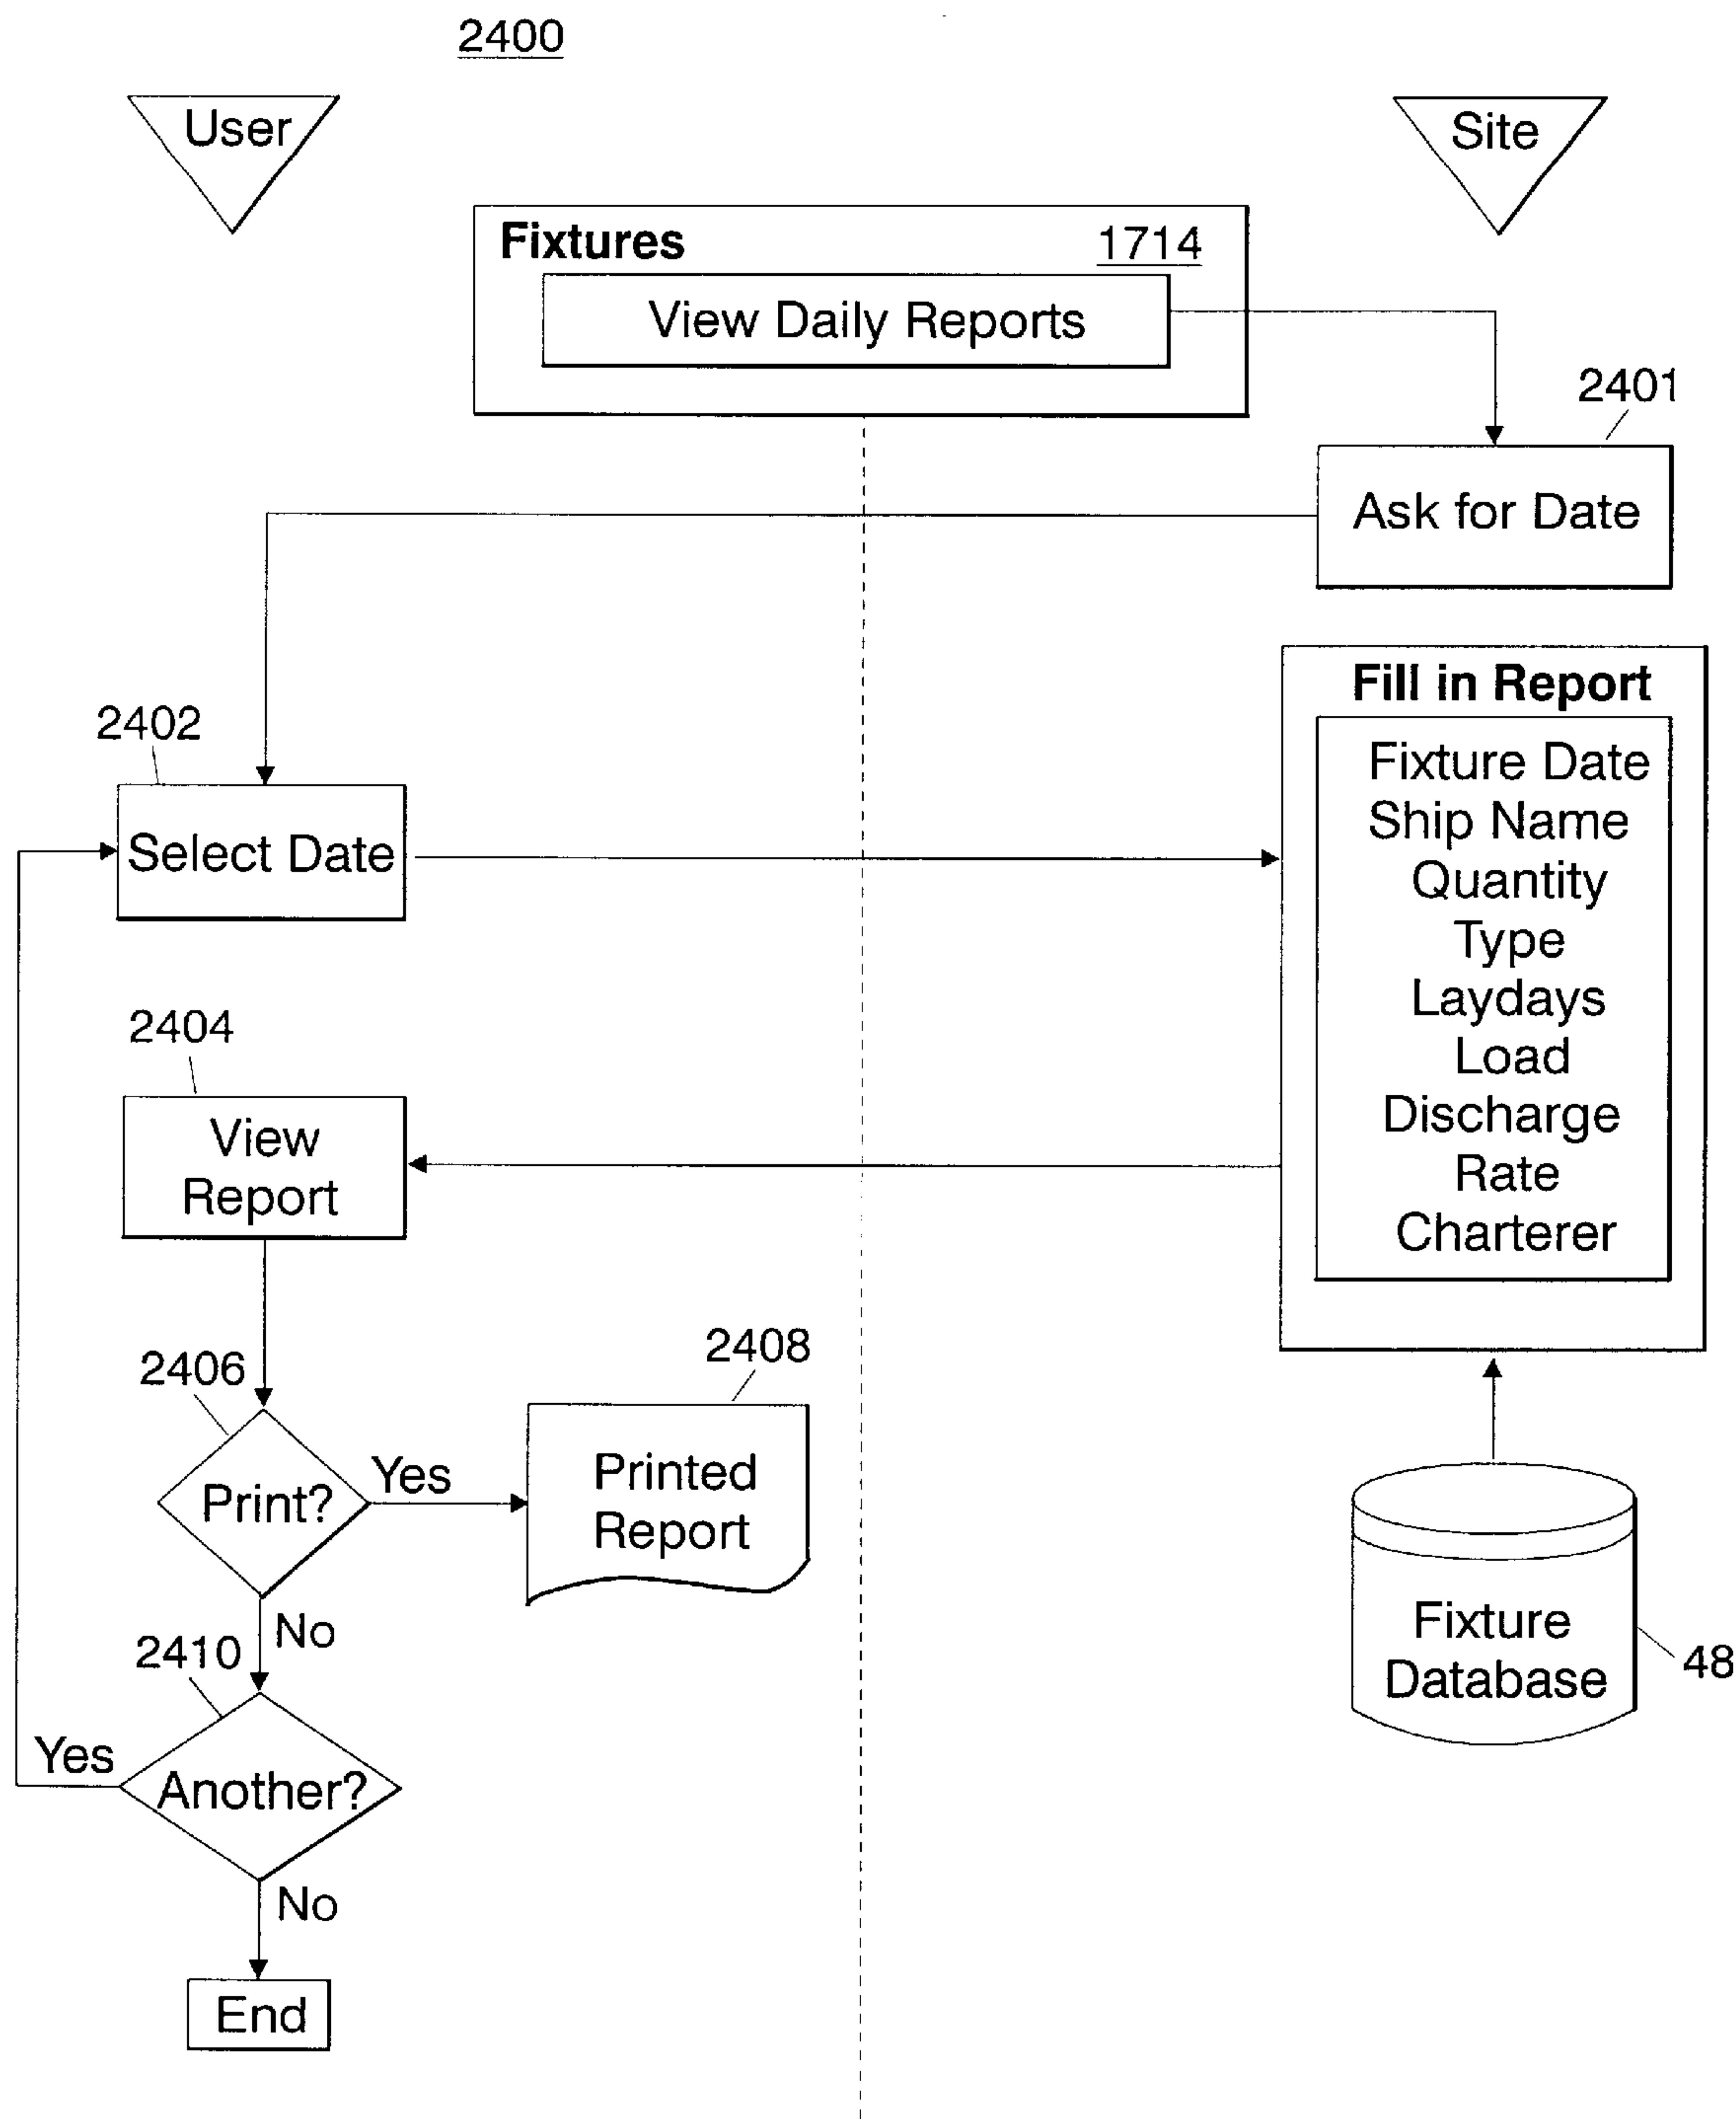 2400
User
Site
Fixtures
1714
View Daily Reports
2401
Ask for Date
Fill in Report
Fixture Date
Ship Name
Quantity
Type
Laydays
Load
Discharge
Rate
Charterer
2402
Select Date
2404
View
Report
2406
Print?
Yes
2408
Printed
Report
No
2410
Another?
Yes
No
End
Fixture
Database
48